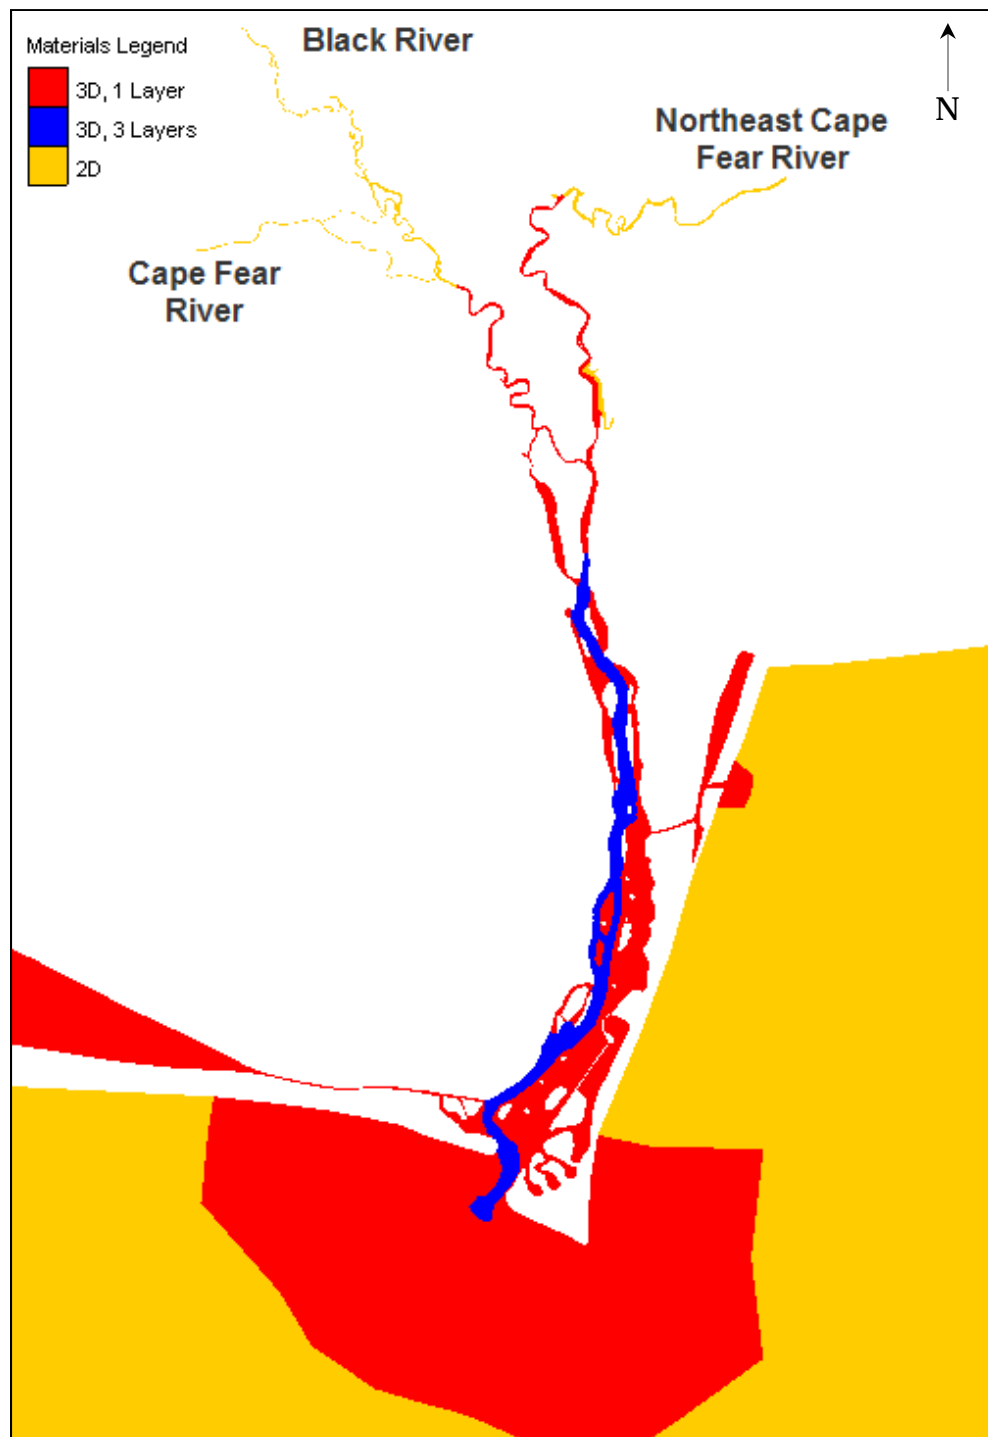 Materials Legend
3D, 1 Layer
3D, 3 Layers
2D
Black River
N
Northeast Cape
Fear River
Cape Fear
River